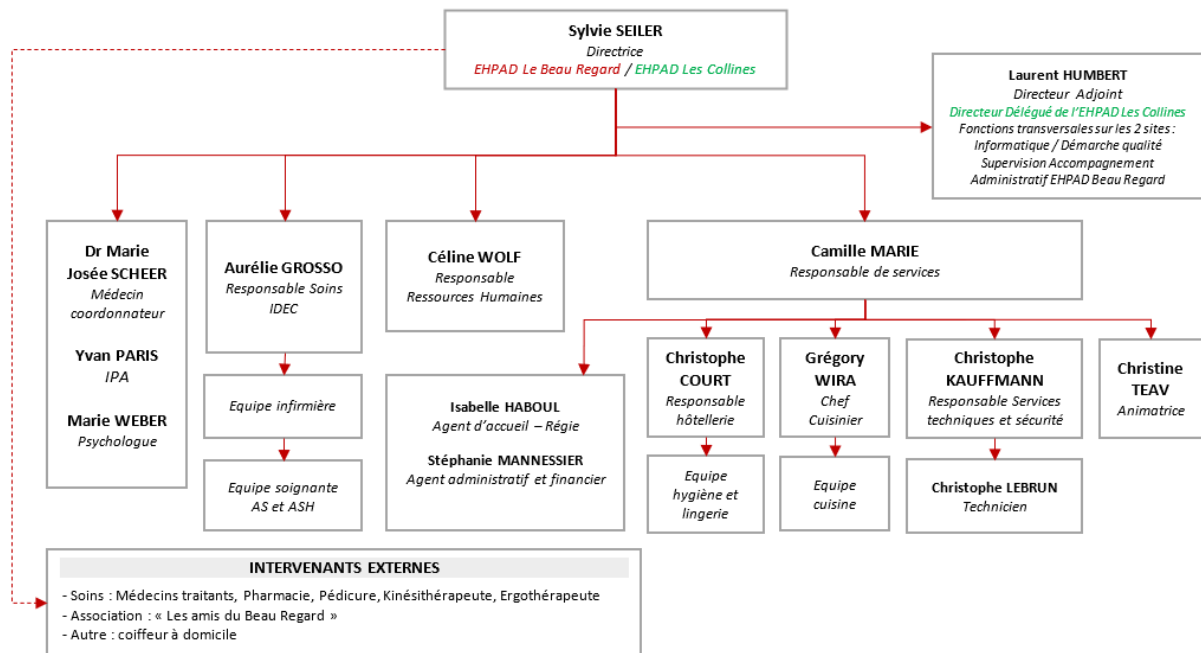 Sylvie SEILER
Directrice
EHPAD Le Beau Regard / EHPAD Les Collines
Laurent HUMBERT
Directeur Adjoint
Directeur Délégué de l'EHPAD Les Collines
Fonctions transversales sur les 2 sites :
Informatique / Démarche qualité
Supervision Accompagnement
Administratif EHPAD Beau Regard
Dr Marie
Josée SCHEER
Médecin
coordonnateur
Yvan PARIS
IPA
Marie WEBER
Psychologue
Aurélie GROSSO
Responsable Soins
IDEC
Equipe infirmière
Equipe soignante
AS et ASH
Céline WOLF
Responsable
Ressources Humaines
Camille MARIE
Responsable de services
Isabelle HABOUL
Agent d'accueil – Régie
Stéphanie MANNESSIER
Agent administratif et financier
Christophe
COURT
Responsable
hôtellerie
Equipe
hygiène et
lingerie
Grégory
WIRA
Chef
Cuisinier
Equipe
cuisine
Christophe
KAUFFMANN
Responsable Services
techniques et sécurité
Christophe LEBRUN
Technicien
Christine
TEAV
Animatrice
INTERVENANTS EXTERNES
- Soins : Médecins traitants, Pharmacie, Pédicure, Kinésithérapeute, Ergothérapeute
- Association : « Les amis du Beau Regard »
- Autre : coiffeur à domicile